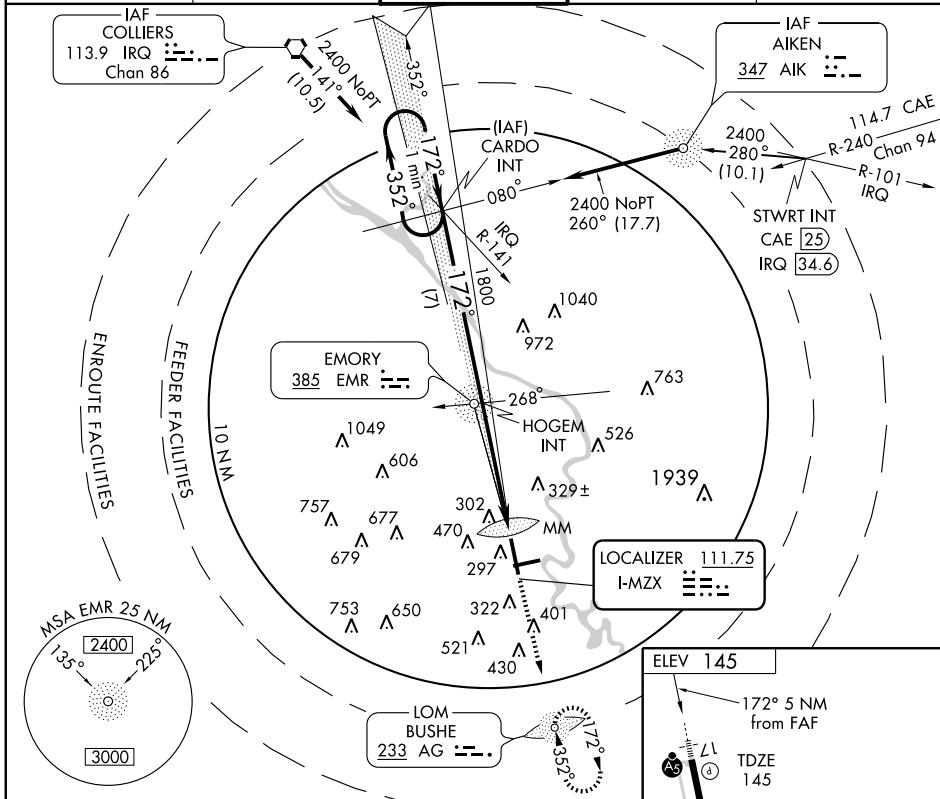 IAF
COLLIERS
113.9 IRQ
Chan 86
2400 NoPT
141°
(10.5)
352°
IAF
AIKEN
347 AIK
114.7 CAE
R-240
Chan 94
2400
280°
(10.1)
R-101
IRQ
(IAF)
CARDO
INT
172°
1 min
352°
080°
2400 NoPT
260° (17.7)
STWRT INT
CAE 25
IRQ 34.6
IRQ
R-141
1800
172°
(7)
1040
972
ENROUTE FACILITIES
FEEDER FACILITIES
10 NM
EMORY
385 EMR
268°
HOGEM
INT
763
526
1049
606
1939
329±
757
677
679
302
470
MM
297
LOCALIZER 111.75
I-MZX
753
650
322
401
521
430
MSA EMR 25 NM
2400
135°
225°
3000
LOM
BUSHE
233 AG
172°
352°
ELEV 145
172° 5 NM
from FAF
17
A5
P
TDZE
145